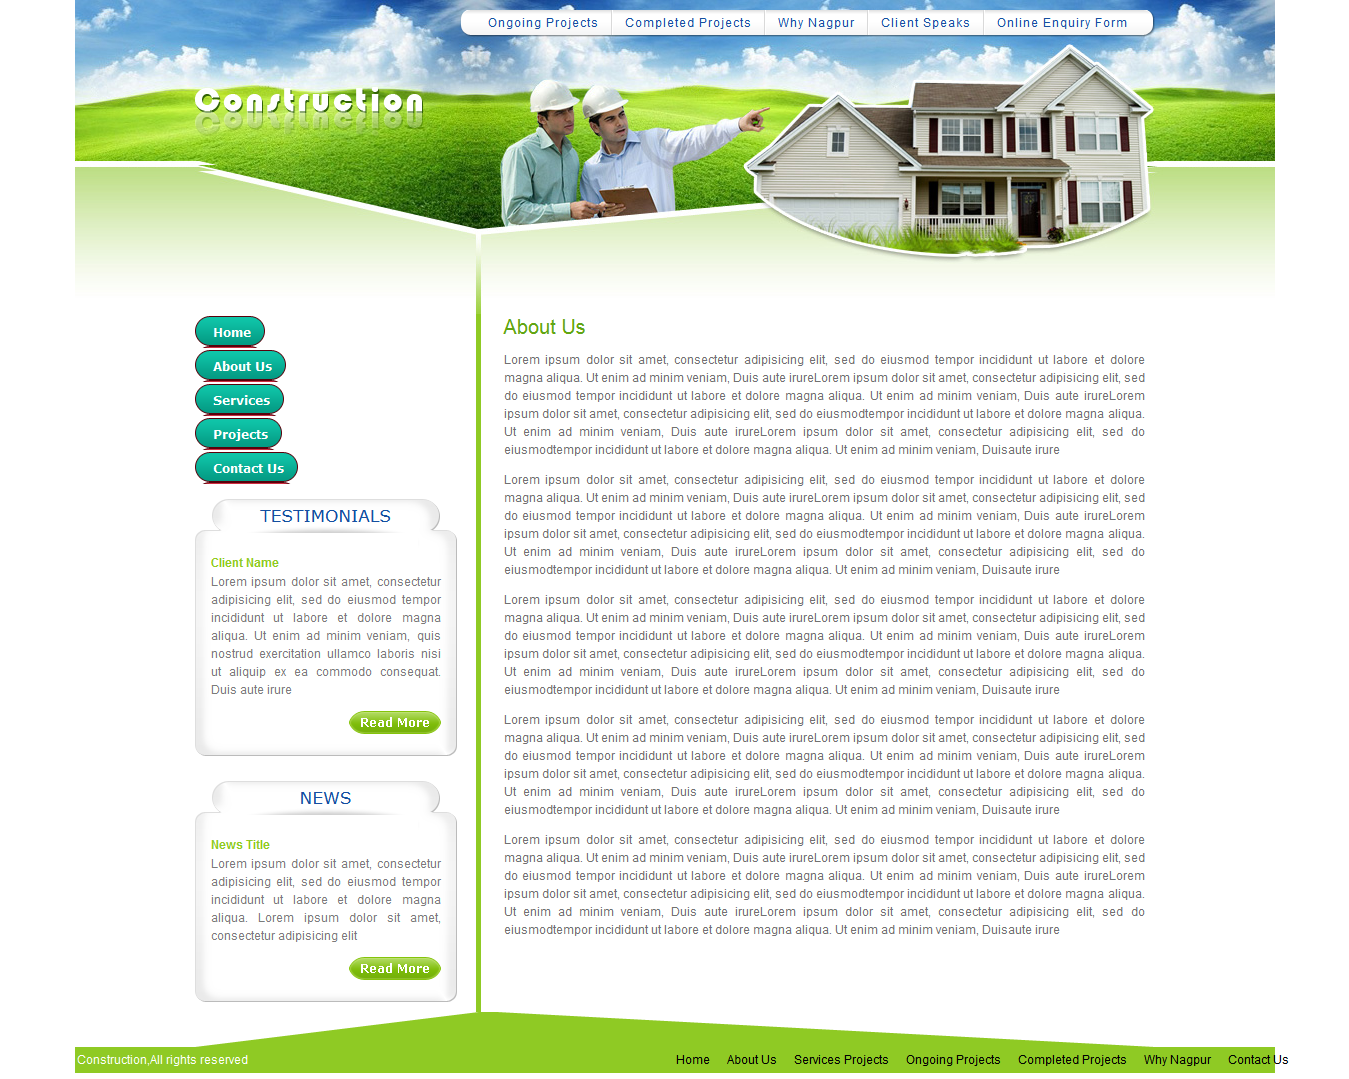 Ongoing Projects Completed Projects Why Nagpur Client Speaks Online Enquiry Form
Construction
Home
About Us
Services
Projects
Contact Us
TESTIMONIALS
Client Name
Lorem ipsum dolor sit amet, consectetur
adipisicing elit, sed do eiusmod tempor
incididunt ut labore et dolore magna
aliqua. Ut enim ad minim veniam, quis
nostrud exercitation ullamco laboris nisi
ut aliquip ex ea commodo consequat.
Duis aute irure
Read More
NEWS
News Title
Lorem ipsum dolor sit amet, consectetur
adipisicing elit, sed do eiusmod tempor
incididunt ut labore et dolore magna
aliqua. Lorem ipsum dolor sit amet,
consectetur adipisicing elit
Read More
About Us
Lorem ipsum dolor sit amet, consectetur adipisicing elit, sed do eiusmod tempor incididunt ut labore et dolore
magna aliqua. Ut enim ad minim veniam, Duis aute irureLorem ipsum dolor sit amet, consectetur adipisicing elit, sed
do eiusmod tempor incididunt ut labore et dolore magna aliqua. Ut enim ad minim veniam, Duis aute irureLorem
ipsum dolor sit amet, consectetur adipisicing elit, sed do eiusmodtempor incididunt ut labore et dolore magna aliqua.
Ut enim ad minim veniam, Duis aute irureLorem ipsum dolor sit amet, consectetur adipisicing elit, sed do
eiusmodtempor incididunt ut labore et dolore magna aliqua. Ut enim ad minim veniam, Duisaute irure
Lorem ipsum dolor sit amet, consectetur adipisicing elit, sed do eiusmod tempor incididunt ut labore et dolore
magna aliqua. Ut enim ad minim veniam, Duis aute irureLorem ipsum dolor sit amet, consectetur adipisicing elit, sed
do eiusmod tempor incididunt ut labore et dolore magna aliqua. Ut enim ad minim veniam, Duis aute irureLorem
ipsum dolor sit amet, consectetur adipisicing elit, sed do eiusmodtempor incididunt ut labore et dolore magna aliqua.
Ut enim ad minim veniam, Duis aute irureLorem ipsum dolor sit amet, consectetur adipisicing elit, sed do
eiusmodtempor incididunt ut labore et dolore magna aliqua. Ut enim ad minim veniam, Duisaute irure
Lorem ipsum dolor sit amet, consectetur adipisicing elit, sed do eiusmod tempor incididunt ut labore et dolore
magna aliqua. Ut enim ad minim veniam, Duis aute irureLorem ipsum dolor sit amet, consectetur adipisicing elit, sed
do eiusmod tempor incididunt ut labore et dolore magna aliqua. Ut enim ad minim veniam, Duis aute irureLorem
ipsum dolor sit amet, consectetur adipisicing elit, sed do eiusmodtempor incididunt ut labore et dolore magna aliqua.
Ut enim ad minim veniam, Duis aute irureLorem ipsum dolor sit amet, consectetur adipisicing elit, sed do
eiusmodtempor incididunt ut labore et dolore magna aliqua. Ut enim ad minim veniam, Duisaute irure
Lorem ipsum dolor sit amet, consectetur adipisicing elit, sed do eiusmod tempor incididunt ut labore et dolore
magna aliqua. Ut enim ad minim veniam, Duis aute irureLorem ipsum dolor sit amet, consectetur adipisicing elit, sed
do eiusmod tempor incididunt ut labore et dolore magna aliqua. Ut enim ad minim veniam, Duis aute irureLorem
ipsum dolor sit amet, consectetur adipisicing elit, sed do eiusmodtempor incididunt ut labore et dolore magna aliqua.
Ut enim ad minim veniam, Duis aute irureLorem ipsum dolor sit amet, consectetur adipisicing elit, sed do
eiusmodtempor incididunt ut labore et dolore magna aliqua. Ut enim ad minim veniam, Duisaute irure
Lorem ipsum dolor sit amet, consectetur adipisicing elit, sed do eiusmod tempor incididunt ut labore et dolore
magna aliqua. Ut enim ad minim veniam, Duis aute irureLorem ipsum dolor sit amet, consectetur adipisicing elit, sed
do eiusmod tempor incididunt ut labore et dolore magna aliqua. Ut enim ad minim veniam, Duis aute irureLorem
ipsum dolor sit amet, consectetur adipisicing elit, sed do eiusmodtempor incididunt ut labore et dolore magna aliqua.
Ut enim ad minim veniam, Duis aute irureLorem ipsum dolor sit amet, consectetur adipisicing elit, sed do
eiusmodtempor incididunt ut labore et dolore magna aliqua. Ut enim ad minim veniam, Duisaute irure
Construction,All rights reserved Home About Us Services Projects Ongoing Projects Completed Projects Why Nagpur Contact Us